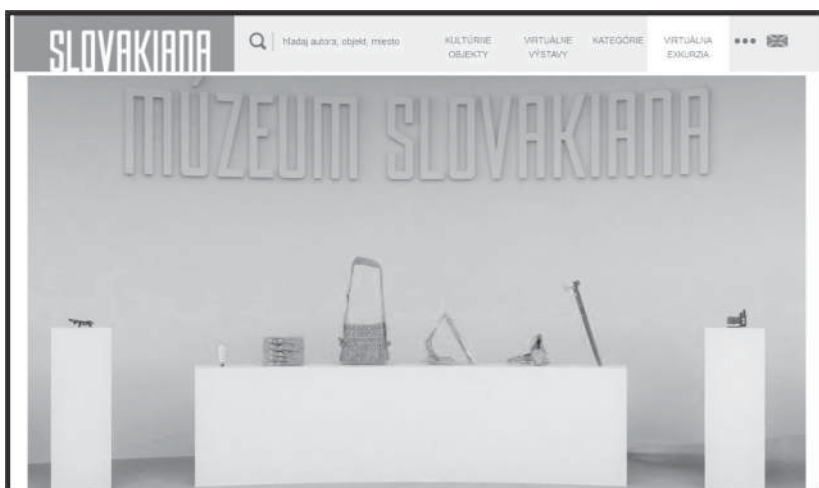 SLOVAKIANA
hľadaj autora, objekt, miesto
KULTÚRNE
OBJEKTY
VIRTUÁLNE
VÝSTAVY
KATEGÓRIE
VIRTUÁLNA
EXKURZIA
MÚZEUM SLOVAKIANA